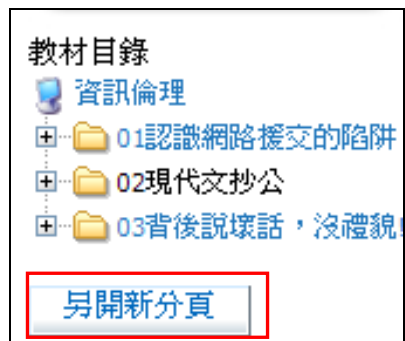 教材目錄
資訊倫理
01認識網路援交的陷阱
02現代文抄公
03背後說壞話，沒禮貌!
另開新分頁